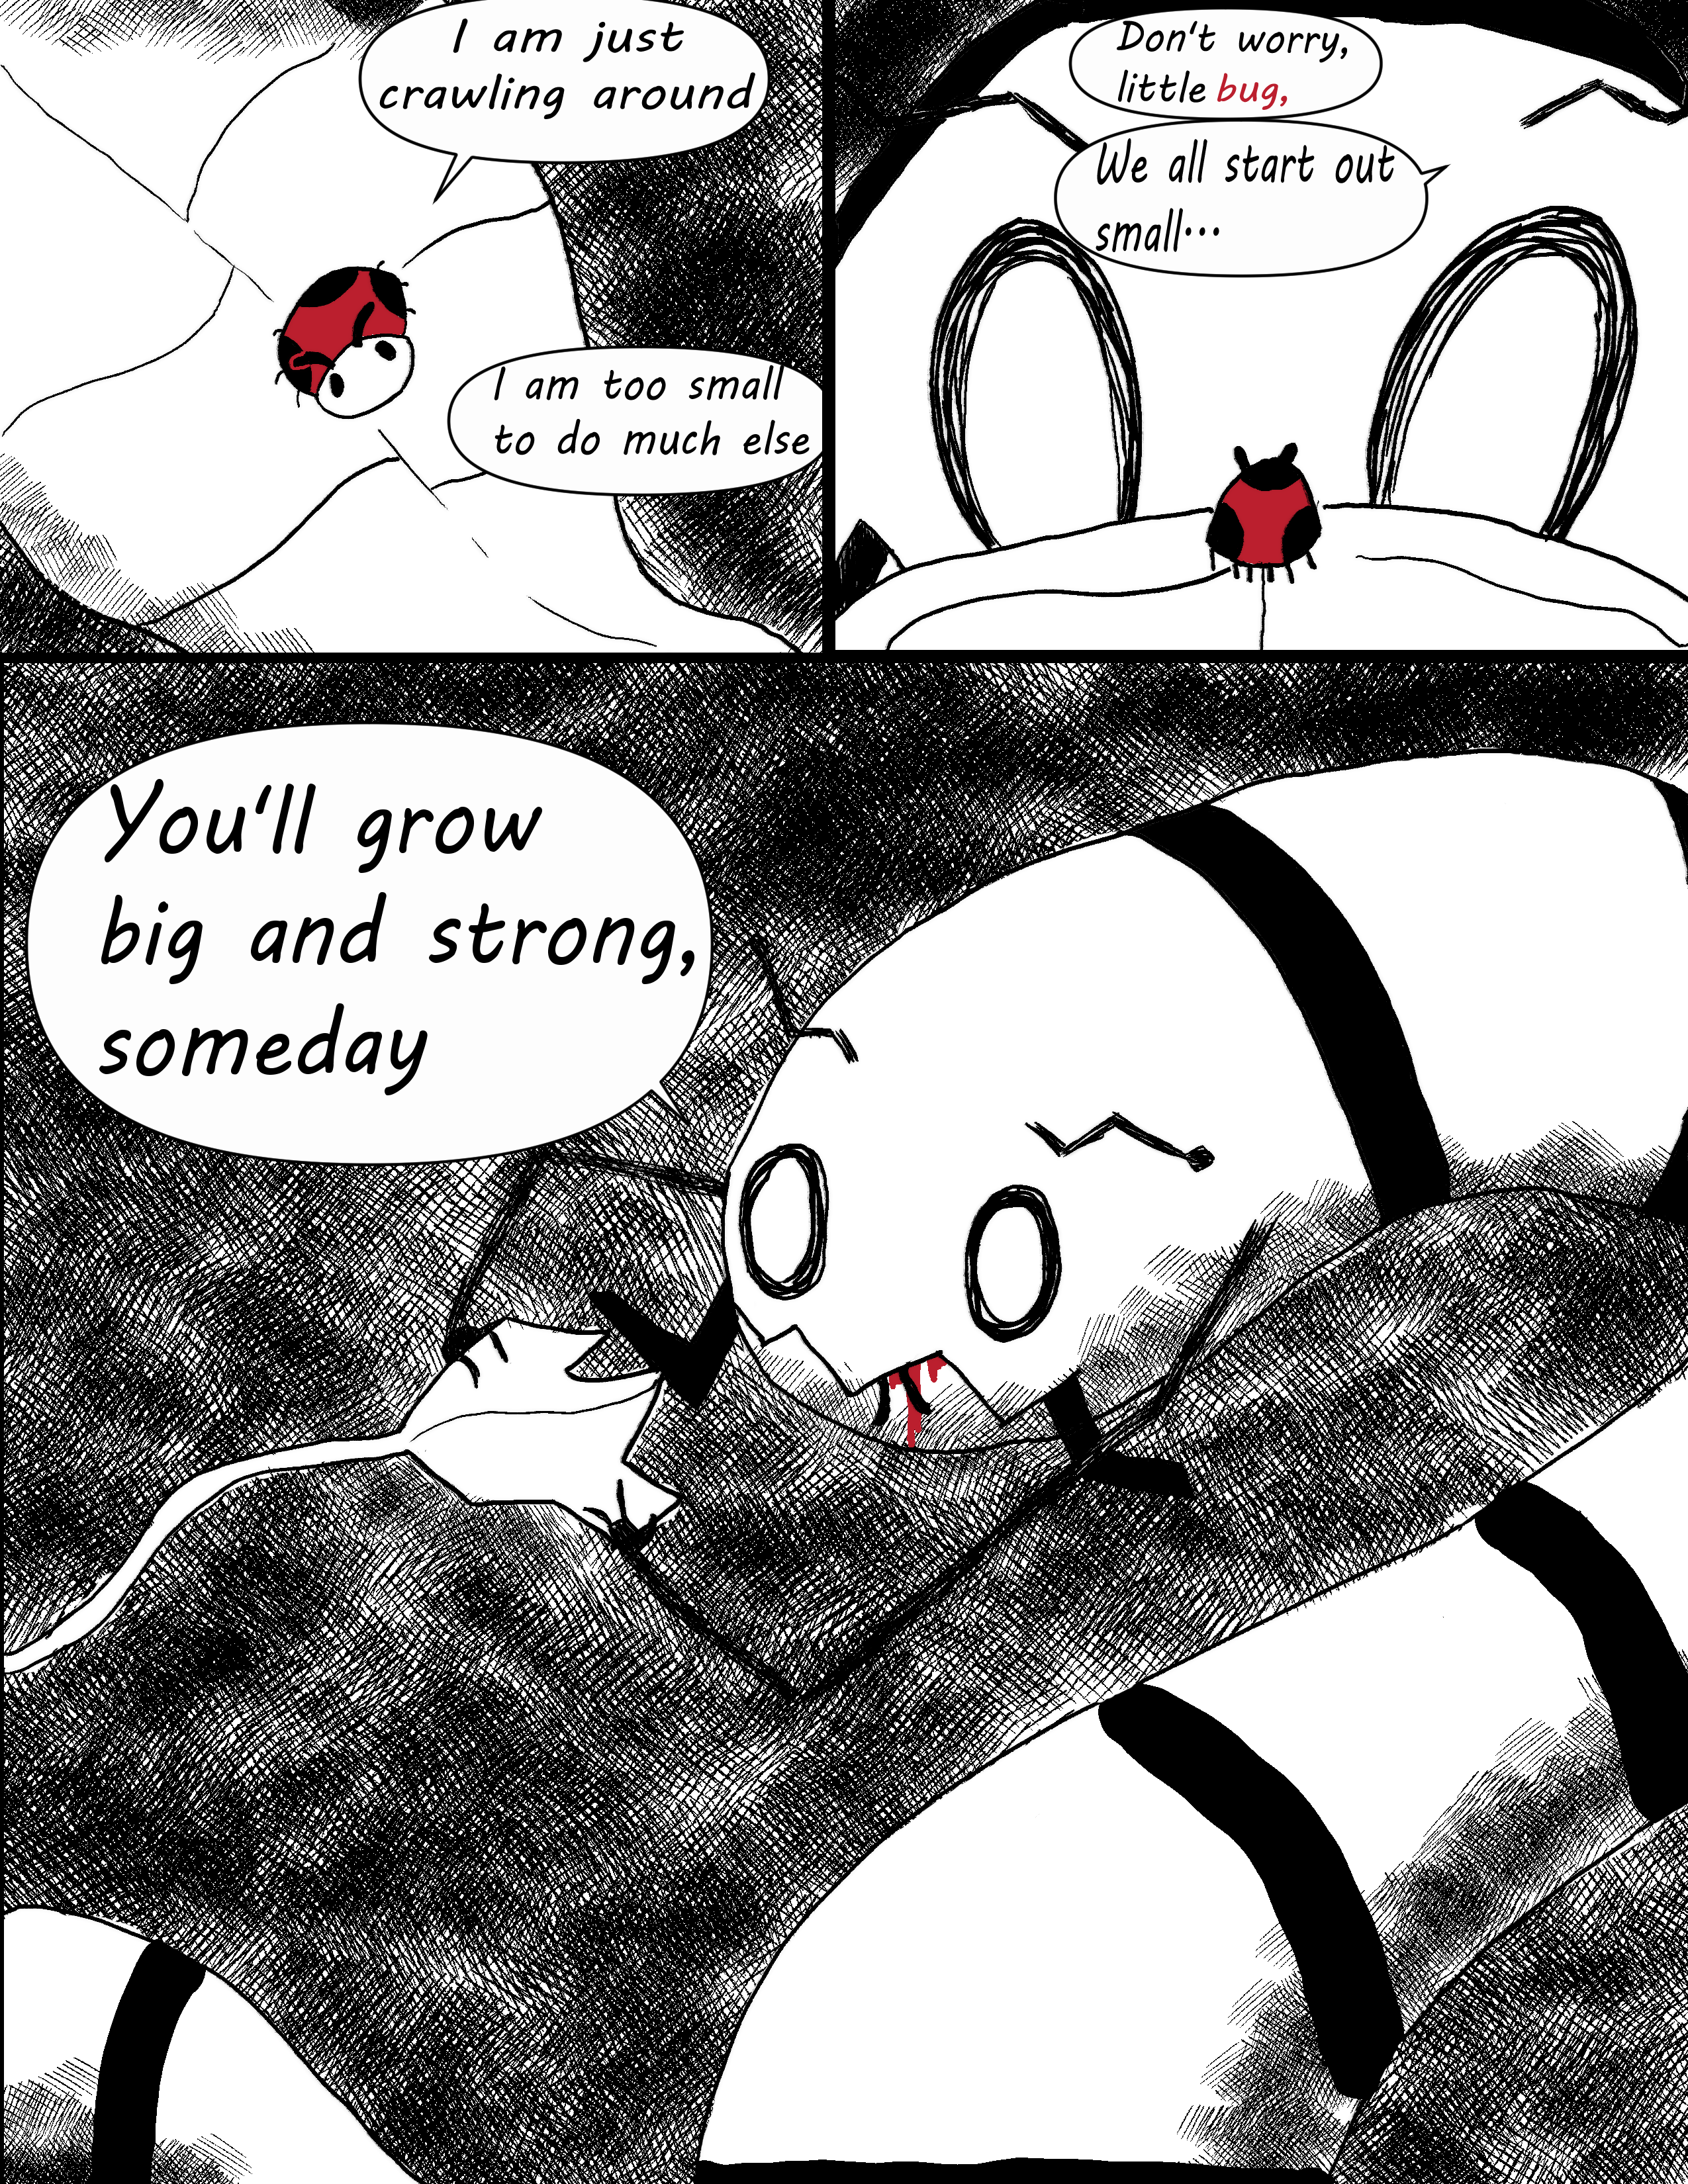 I am just
crawling around
I am too small
to do much else
Don't worry,
little bug,
We all start out
small...
You'll grow
big and strong,
someday